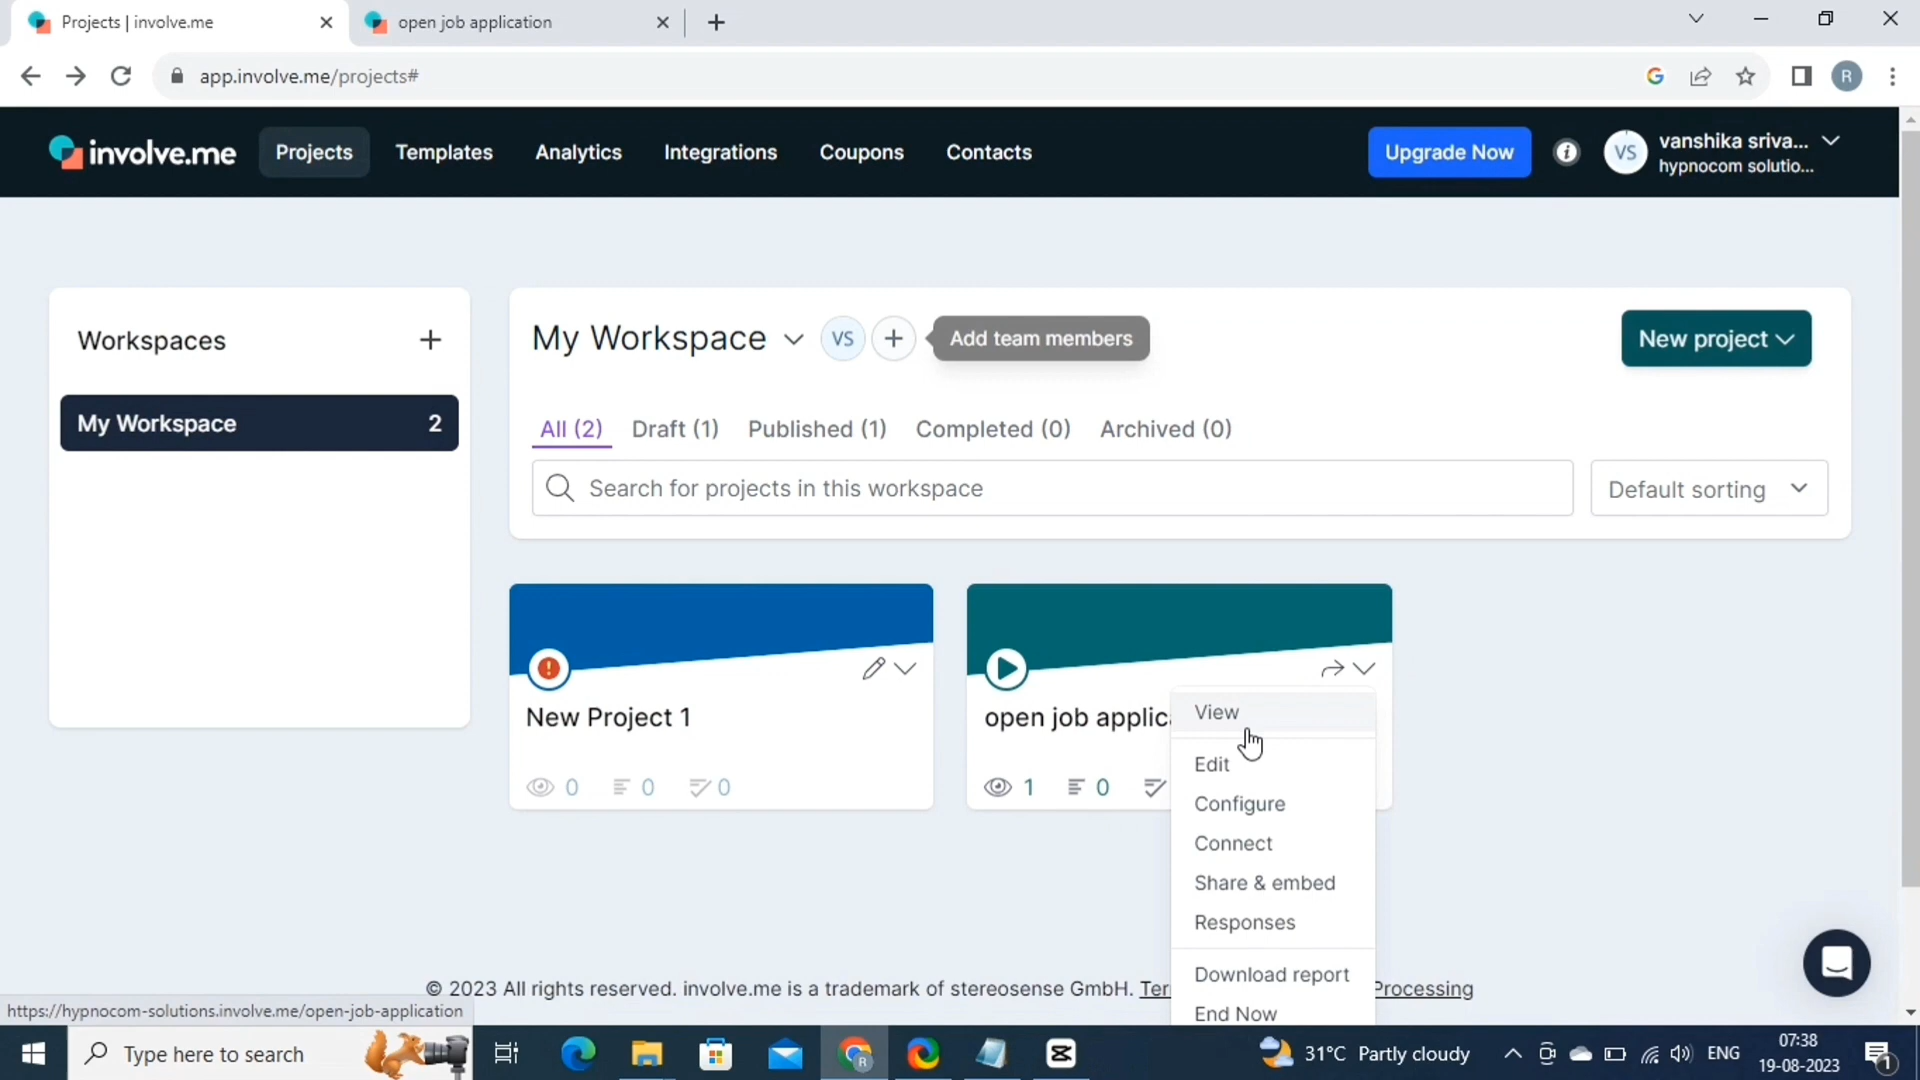 Projects | involve.me
open job application
app.involve.me/projects#
R
involve.me
Projects
Templates
Analytics
Integrations
Coupons
Contacts
Upgrade Now
VS
vanshika sriva...
hypnocom solutio...
Workspaces
My Workspace 2
My Workspace
VS
Add team members
New project
All (2)
Draft (1)
Published (1)
Completed (0)
Archived (0)
Search for projects in this workspace
Default sorting
New Project 1
0 0 0
open job applica
1 0
View
Edit
Configure
Connect
Share & embed
Responses
Download report
End Now
© 2023 All rights reserved. involve.me is a trademark of stereosense GmbH. Ter Processing
https://hypnocom-solutions.involve.me/open-job-application
Type here to search
31°C Partly cloudy
ENG
07:38
19-08-2023
1